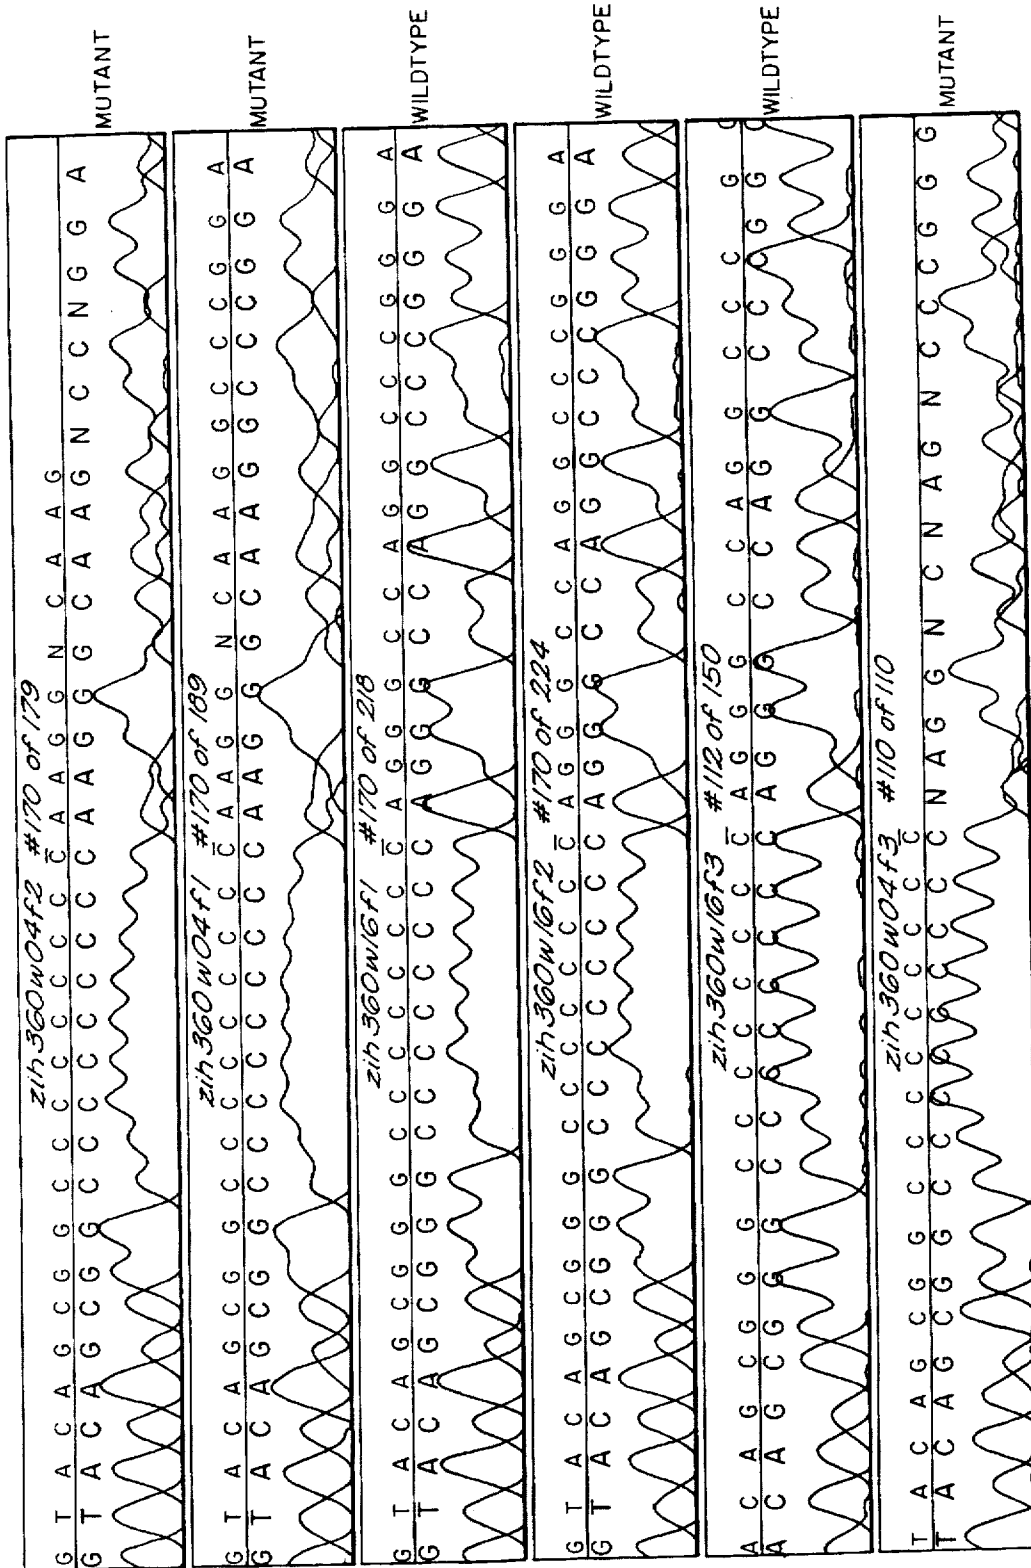 zih360w04f2 #170 of 179
G T A C A G C G G C C C C C C C C C C A A G G N C A A G
G T A C A G C G G C C C C C C C C C C A A G G G C A A G N C C N G G A
MUTANT
zih360w04f1 #170 of 189
G T A C A G C G G C C C C C C C C C C A A G G N C A A G G C C C G G A
G T A C A G C G G C C C C C C C C C C A A G G G C A A G G C C C G G A
MUTANT
zih360w16f1 #170 of 218
G T A C A G C G G G C C C C C C C C A G G G C C A G G C C C G G G A
G T A C A G C G G G C C C C C C C C A G G G C C A G G C C C G G G A
WILDTYPE
zih360w16f2 #170 of 224
G T A C A G C G G G C C C C C C C C A G G G C C A G G C C C G G G A
G T A C A G C G G G C C C C C C C C A G G G C C A G G C C C G G G A
WILDTYPE
zih360w16f3 #112 of 150
A C A G C G G G C C C C C C C C A G G G C C A G G C C C G G G
A C A G C G G G C C C C C C C C A G G G C C A G G C C C G G G
WILDTYPE
zih360w04f3 #110 of 110
T A C A G C G G C C C C C C C C C C
T A C A G C G G C C C C C C C C C C N A G G N C N A G N C C C G G G
MUTANT